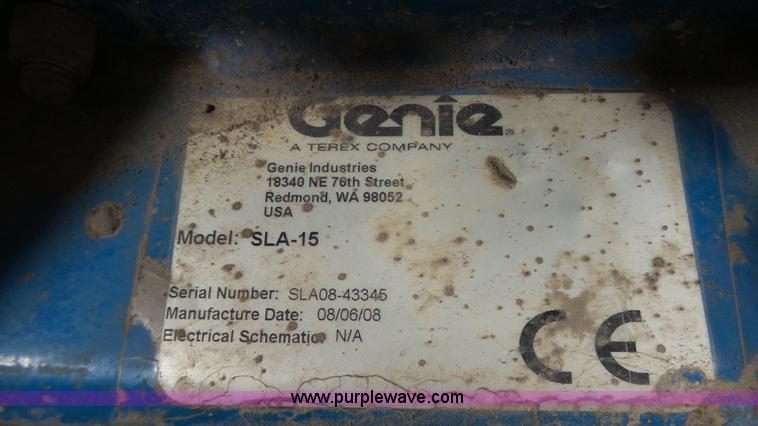 Genie®
A TEREX COMPANY
Genie Industries
18340 NE 76th Street
Redmond, WA 98052
USA
Model: SLA-15
Serial Number: SLA08-43345
Manufacture Date: 08/06/08
Electrical Schematic: N/A
CE
www.purplewave.com